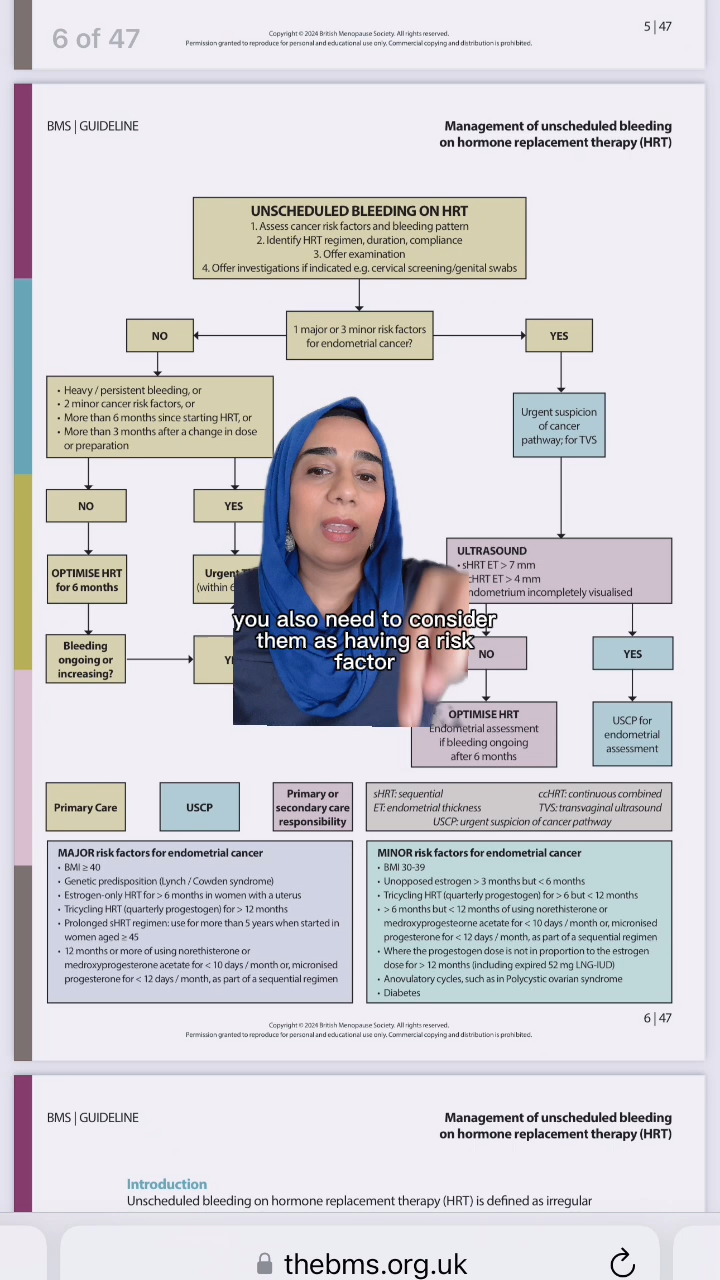 6 of 47
Copyright © 2024 British Menopause Society. All rights reserved.
Permission granted to reproduce for personal and educational use only. Commercial copying and distribution is prohibited.
5 | 47
BMS | GUIDELINE
Management of unscheduled bleeding
on hormone replacement therapy (HRT)
UNSCHEDULED BLEEDING ON HRT
1. Assess cancer risk factors and bleeding pattern
2. Identify HRT regimen, duration, compliance
3. Offer examination
4. Offer investigations if indicated e.g. cervical screening/genital swabs
NO
1 major or 3 minor risk factors
for endometrial cancer?
YES
• Heavy / persistent bleeding, or
• 2 minor cancer risk factors, or
• More than 6 months since starting HRT, or
• More than 3 months after a change in dose
or preparation
Urgent suspicion
of cancer
pathway; for TVS
NO
YES
OPTIMISE HRT
for 6 months
Urgent
(within 6
ULTRASOUND
• sHRT ET > 7 mm
cHRT ET > 4 mm
ndometrium incompletely visualised
you also need to consider
them as having a risk
factor
Bleeding
ongoing or
increasing?
NO
YES
OPTIMISE HRT
Endometrial assessment
if bleeding ongoing
after 6 months
USCP for
endometrial
assessment
Primary Care
USCP
Primary or
secondary care
responsibility
sHRT: sequential
ccHRT: continuous combined
ET: endometrial thickness
TVS: transvaginal ultrasound
USCP: urgent suspicion of cancer pathway
MAJOR risk factors for endometrial cancer
• BMI ≥ 40
• Genetic predisposition (Lynch / Cowden syndrome)
• Estrogen-only HRT for > 6 months in women with a uterus
• Tricycling HRT (quarterly progestogen) for > 12 months
• Prolonged sHRT regimen: use for more than 5 years when started in
women aged ≥ 45
• 12 months or more of using norethisterone or
medroxyprogesterone acetate for < 10 days / month or, micronised
progesterone for < 12 days / month, as part of a sequential regimen
MINOR risk factors for endometrial cancer
• BMI 30-39
• Unopposed estrogen > 3 months but < 6 months
• Tricycling HRT (quarterly progestogen) for > 6 but < 12 months
• > 6 months but < 12 months of using norethisterone or
medroxyprogesteorne acetate for < 10 days / month or, micronised
progesterone for < 12 days / month, as part of a sequential regimen
• Where the progestogen dose is not in proportion to the estrogen
dose for > 12 months (including expired 52 mg LNG-IUD)
• Anovulatory cycles, such as in Polycystic ovarian syndrome
• Diabetes
Copyright © 2024 British Menopause Society. All rights reserved.
Permission granted to reproduce for personal and educational use only. Commercial copying and distribution is prohibited.
6 | 47
BMS | GUIDELINE
Management of unscheduled bleeding
on hormone replacement therapy (HRT)
Introduction
Unscheduled bleeding on hormone replacement therapy (HRT) is defined as irregular
thebms.org.uk